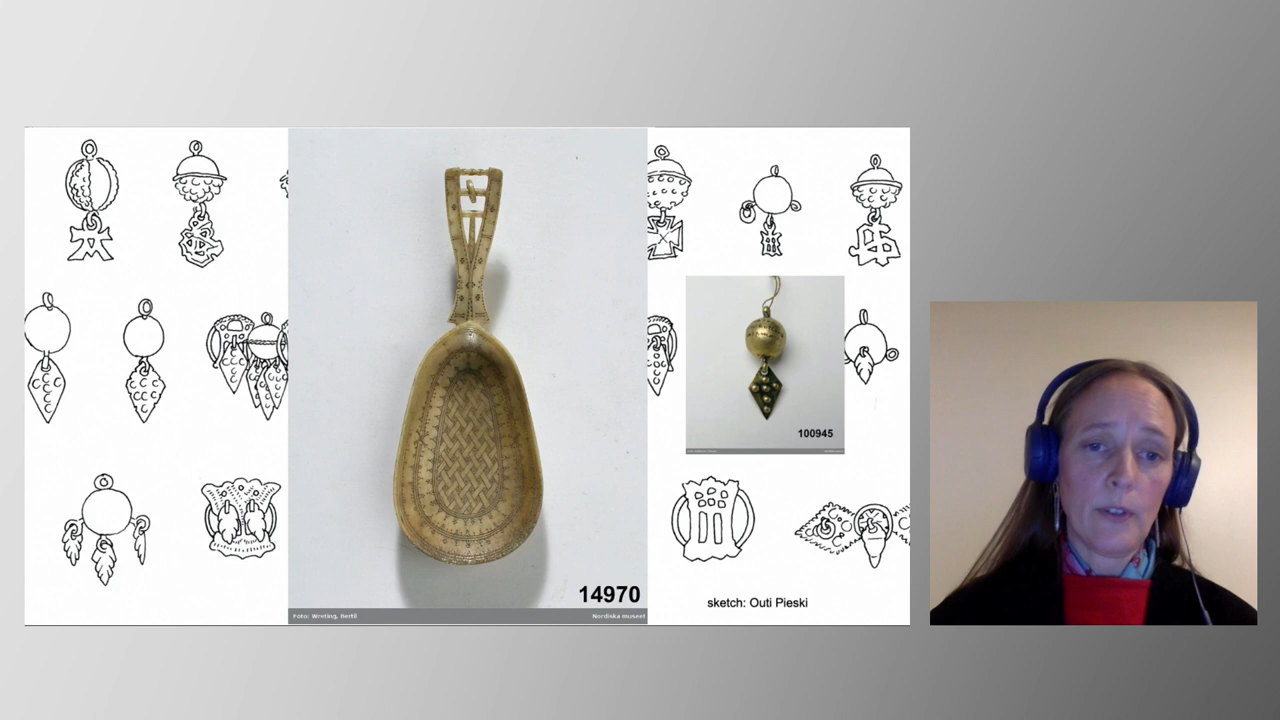 14970
Foto: Wreting, Bertil
Nordiska museet
100945
sketch: Outi Pieski